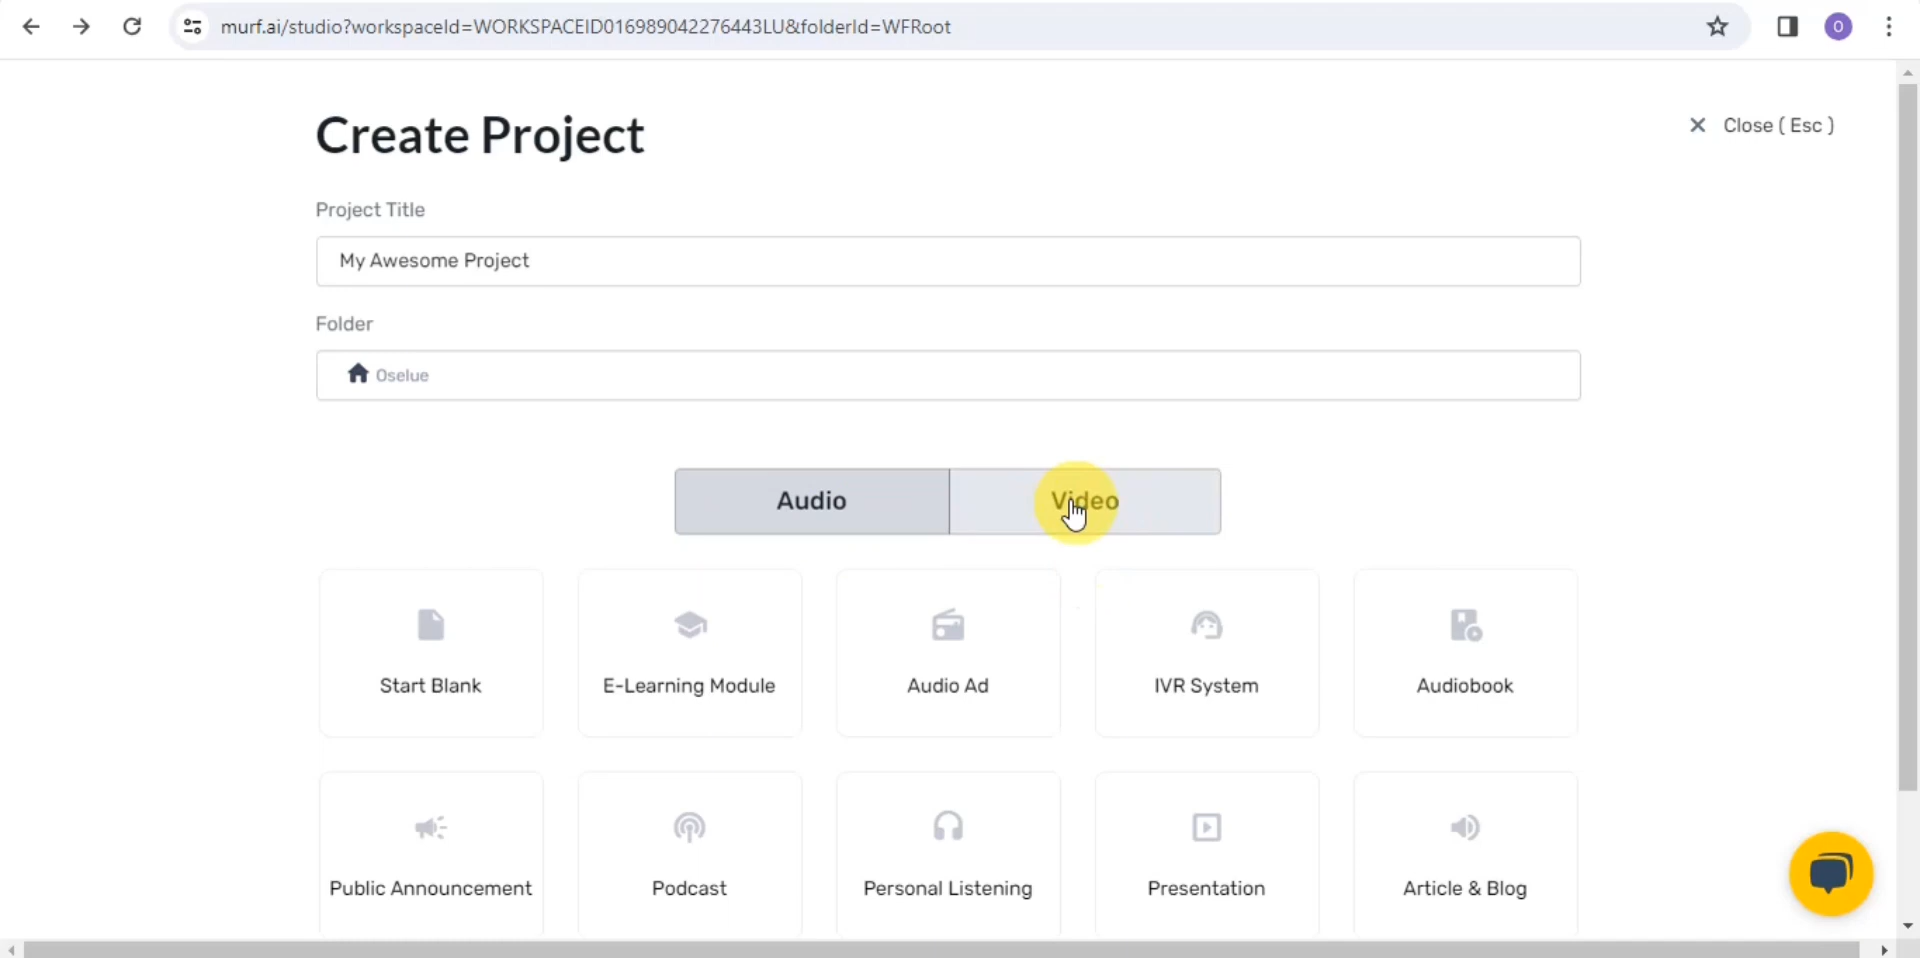 murf.ai/studio?workspaceId=WORKSPACEID016989042276443LU&folderId=WFRoot
O
Create Project
Close ( Esc )
Project Title
My Awesome Project
Folder
Oselue
Audio
Video
Start Blank
E-Learning Module
Audio Ad
IVR System
Audiobook
Public Announcement
Podcast
Personal Listening
Presentation
Article & Blog